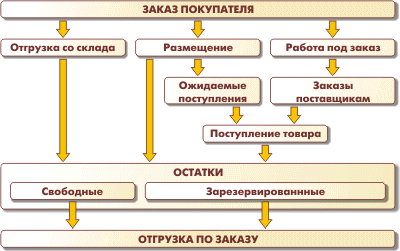 ЗАКАЗ ПОКУПАТЕЛЯ
Отгрузка со склада
Размещение
Работа под заказ
Ожидаемые
поступления
Заказы
поставщикам
Поступление товара
ОСТАТКИ
Свободные
Зарезервированнные
ОТГРУЗКА ПО ЗАКАЗУ